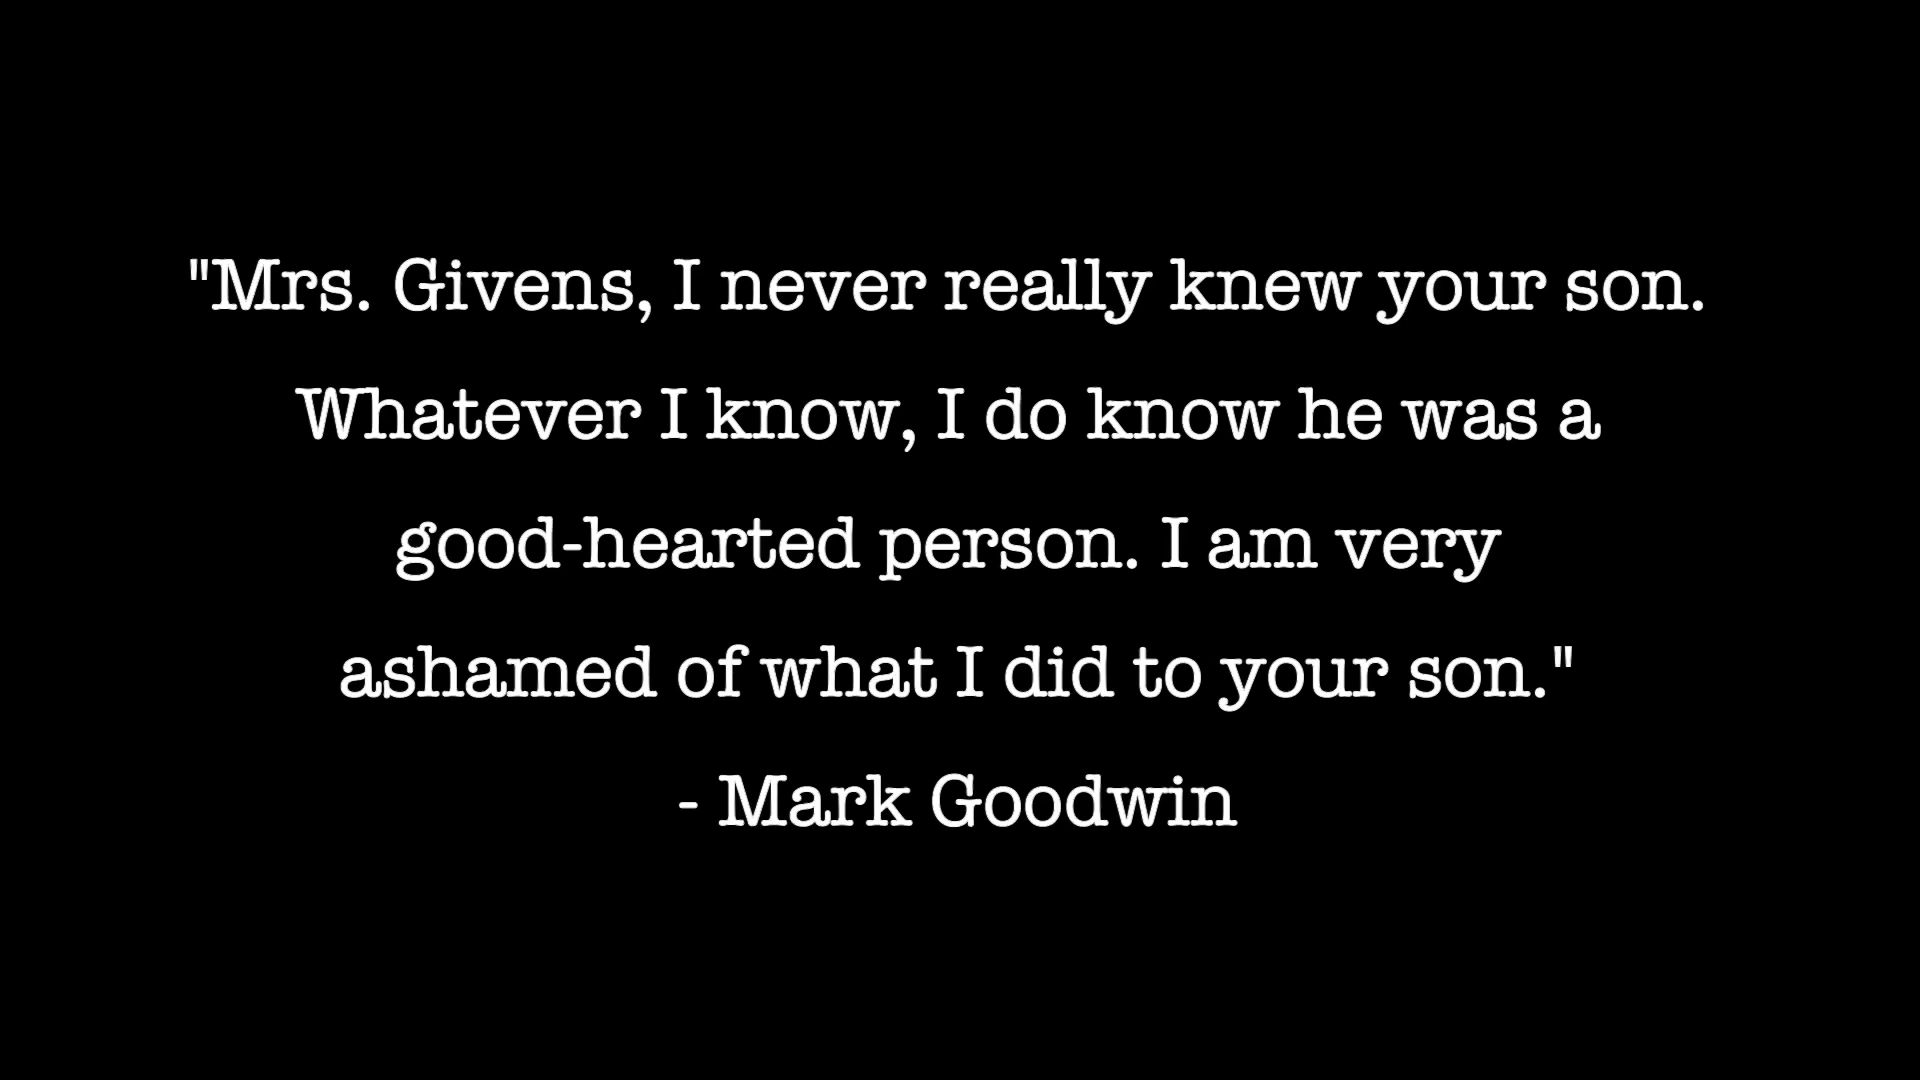 "Mrs. Givens, I never really knew your son.
Whatever I know, I do know he was a
good-hearted person. I am very
ashamed of what I did to your son."
- Mark Goodwin